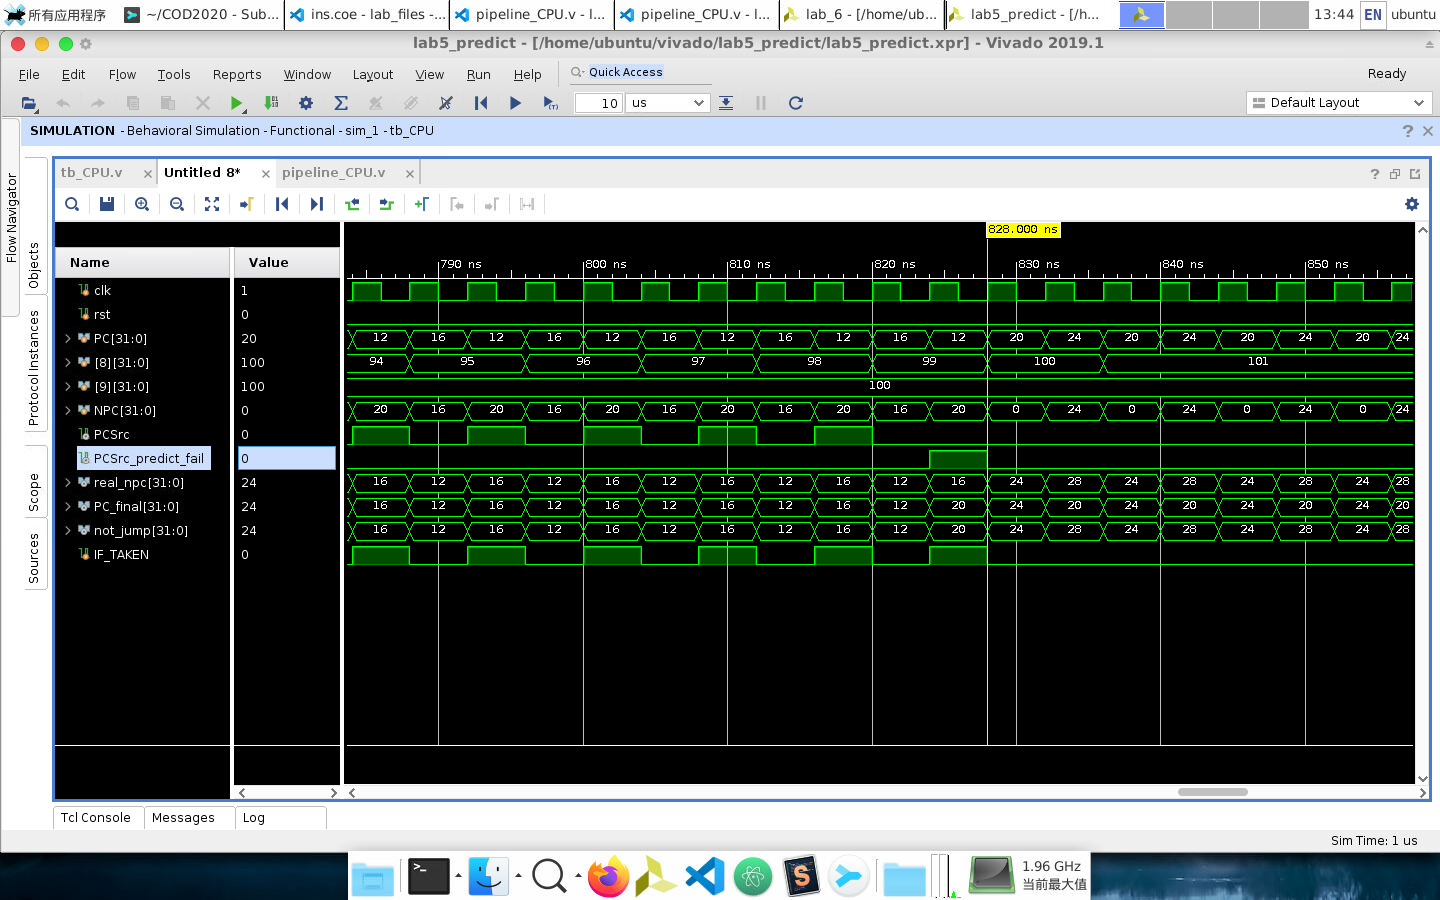 所有应用程序 ~/COD2020 - Sub... ins.coe - lab_files -... pipeline_CPU.v - l... pipeline_CPU.v - l... lab_6 - [/home/ub... lab5_predict - [/h... 13:44 EN ubuntu
lab5_predict - [/home/ubuntu/vivado/lab5_predict/lab5_predict.xpr] - Vivado 2019.1
File Edit Flow Tools Reports Window Layout View Run Help Quick Access Ready
10 us Default Layout
SIMULATION - Behavioral Simulation - Functional - sim_1 - tb_CPU
Flow Navigator
Objects
Protocol Instances
Scope
Sources
tb_CPU.v Untitled 8* pipeline_CPU.v
828.000 ns
Name Value 790 ns 800 ns 810 ns 820 ns 830 ns 840 ns 850 ns
clk 1
rst 0
PC[31:0] 20 12 16 12 16 12 16 12 16 12 16 12 20 24 20 24 20 24 20 24
[8][31:0] 100 94 95 96 97 98 99 100 101
[9][31:0] 100 100
NPC[31:0] 0 20 16 20 16 20 16 20 16 20 16 20 0 24 0 24 0 24 0 24
PCSrc 0
PCSrc_predict_fail 0
real_npc[31:0] 24 16 12 16 12 16 12 16 12 16 12 16 24 28 24 28 24 28 24 28
PC_final[31:0] 24 16 12 16 12 16 12 16 12 16 12 20 24 20 24 20 24 20 24 20
not_jump[31:0] 24 16 12 16 12 16 12 16 12 16 12 20 24 28 24 28 24 28 24 28
IF_TAKEN 0
Tcl Console Messages Log
Sim Time: 1 us
1.96 GHz
当前最大值